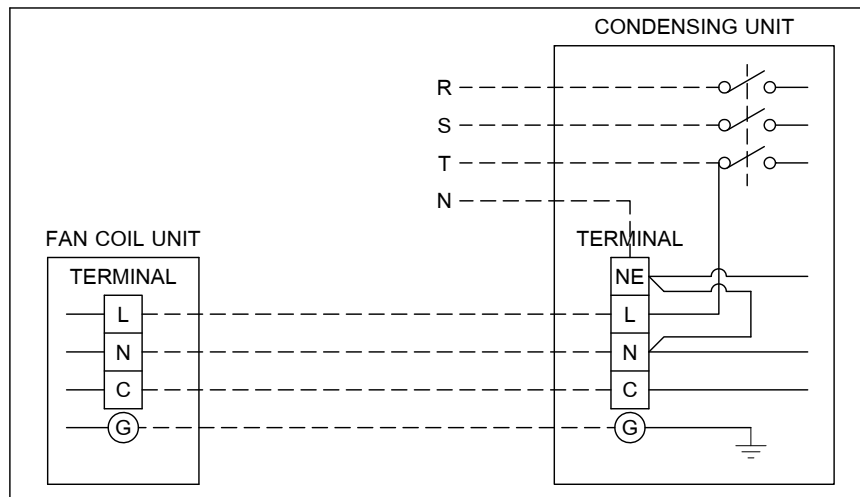 CONDENSING UNIT
R
S
T
N
FAN COIL UNIT
TERMINAL
L
N
C
G
TERMINAL
NE
L
N
C
G